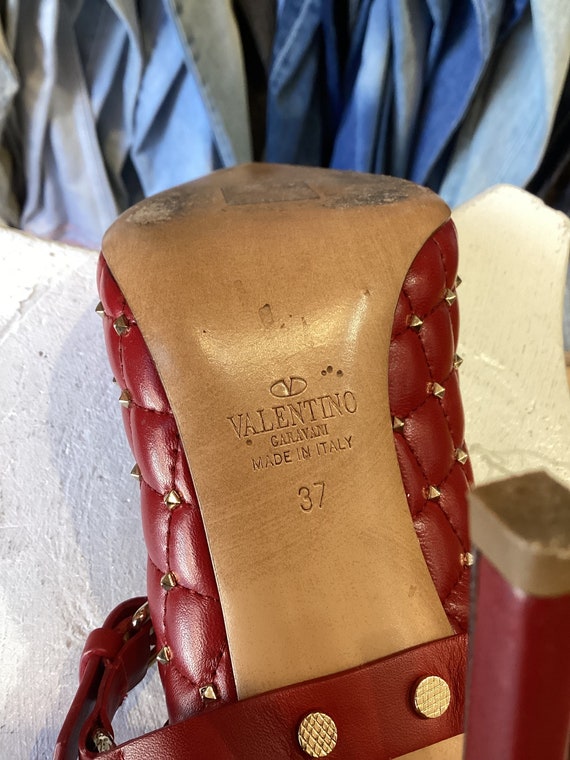 V
VALENTINO
GARAVANI
MADE IN ITALY
37